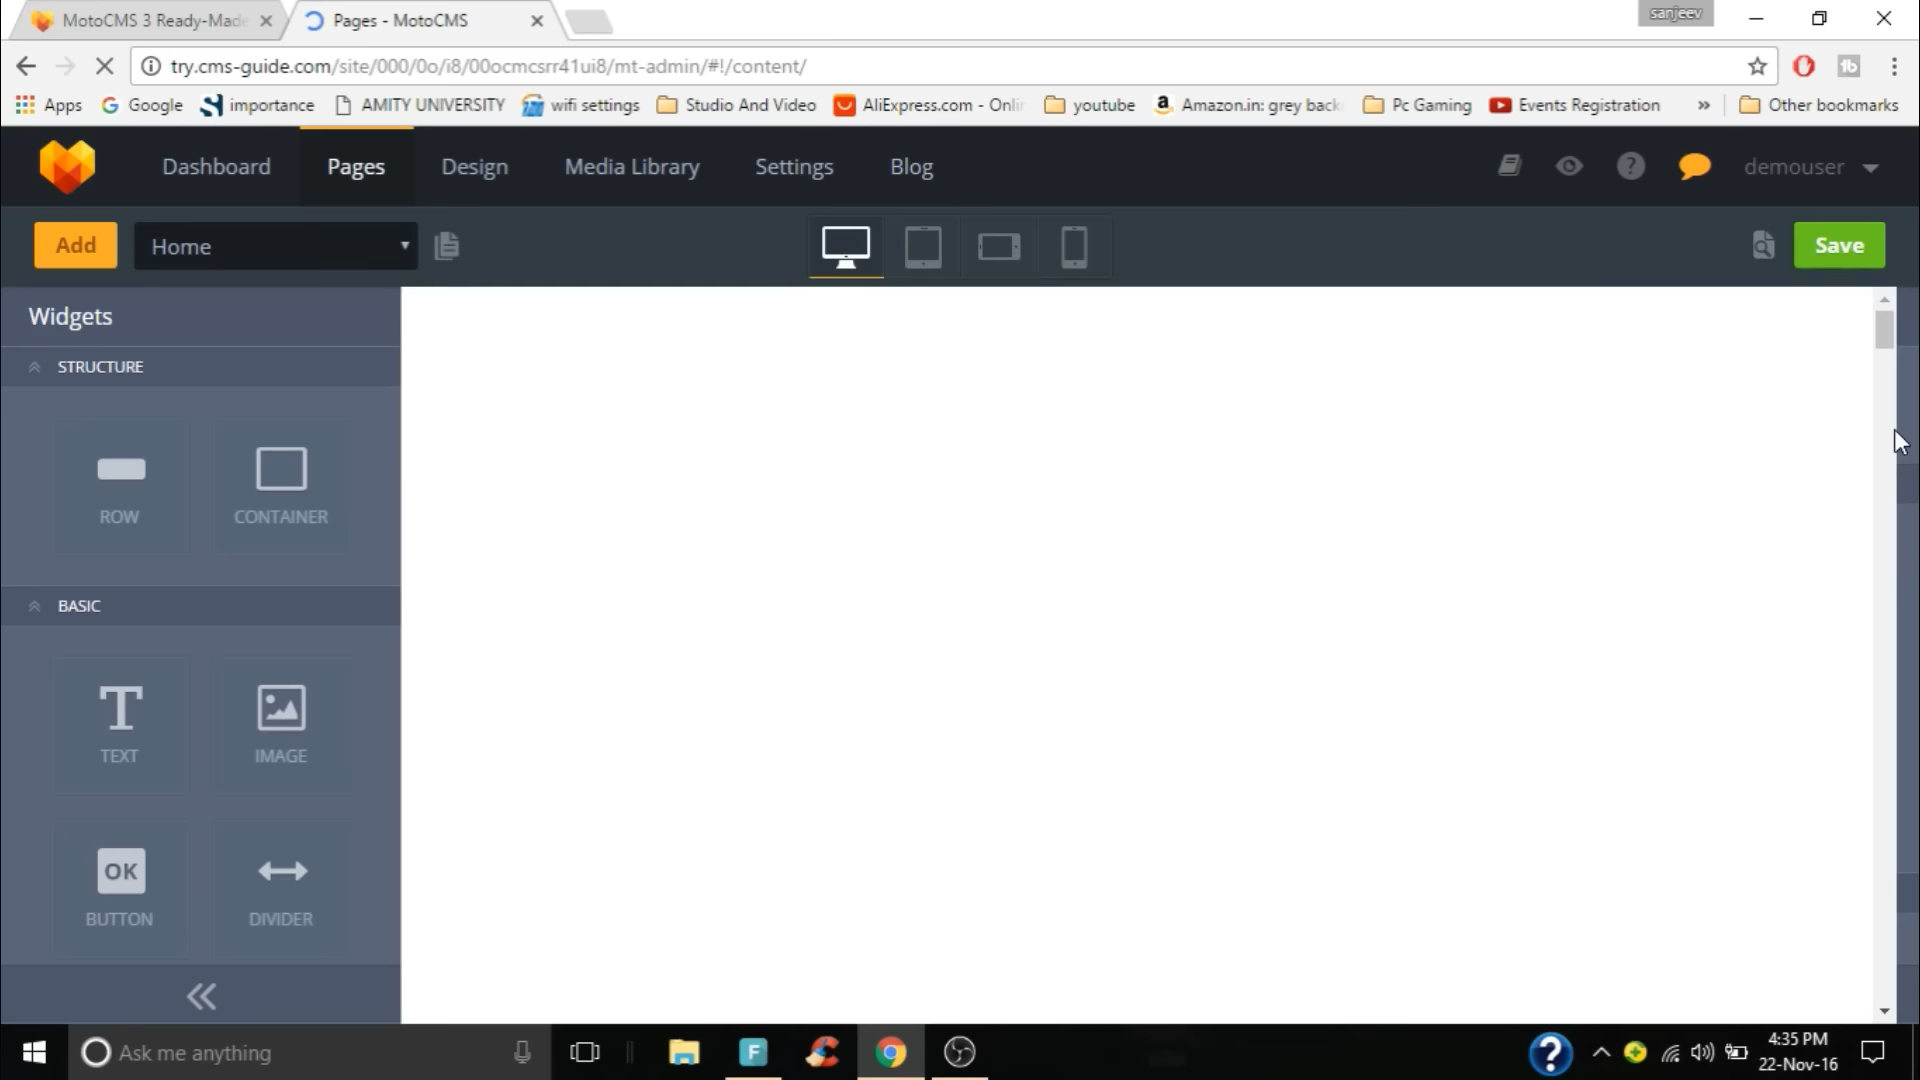 MotoCMS 3 Ready-Made
Pages - MotoCMS
sanjeev
try.cms-guide.com/site/000/0o/i8/00ocmcsrr41ui8/mt-admin/#!/content/
Apps Google importance AMITY UNIVERSITY wifi settings Studio And Video AliExpress.com - Onli youtube Amazon.in: grey back Pc Gaming Events Registration » Other bookmarks
Dashboard Pages Design Media Library Settings Blog demouser
Add Home Save
Widgets
STRUCTURE
ROW CONTAINER
BASIC
T
TEXT IMAGE
OK
BUTTON DIVIDER
Ask me anything
F
4:35 PM
22-Nov-16